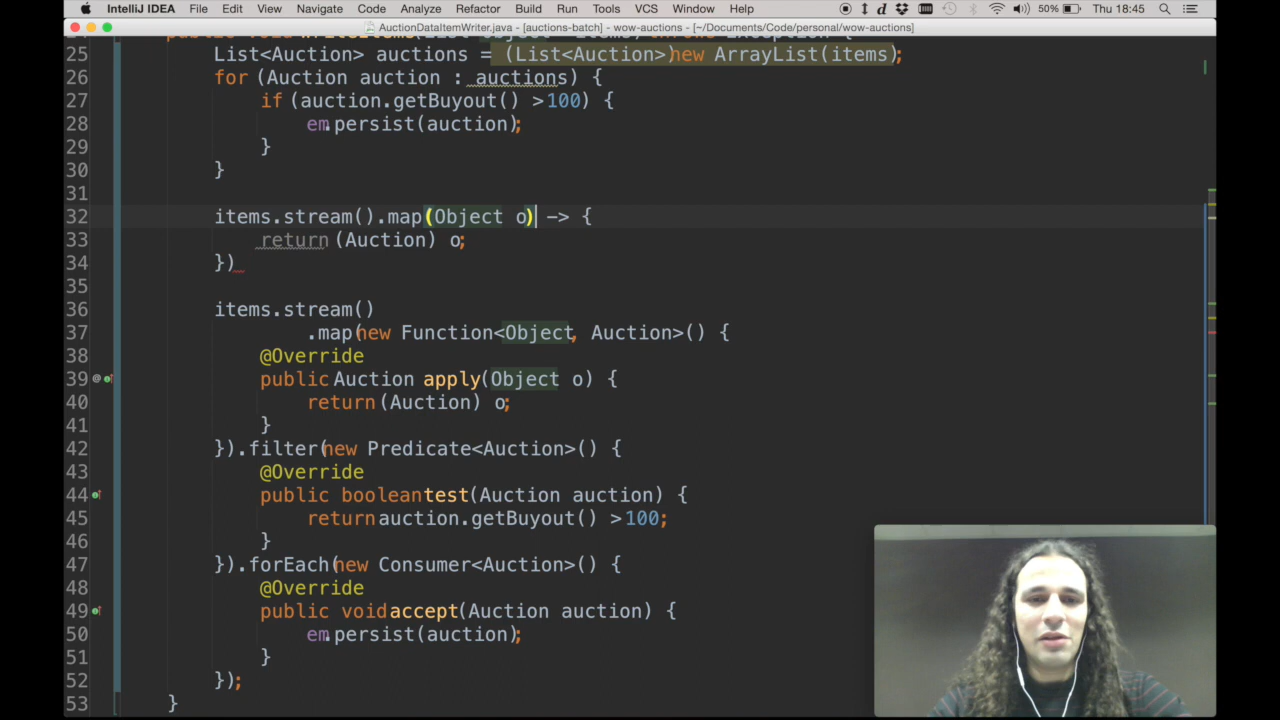 IntelliJ IDEA File Edit View Navigate Code Analyze Refactor Build Run Tools VCS Window Help 50% Thu 18:45
AuctionDataItemWriter.java - [auctions-batch] - wow-auctions - [~/Documents/Code/personal/wow-auctions]
25 List<Auction> auctions = (List<Auction>)new ArrayList(items);
26 for (Auction auction : auctions) {
27 if (auction.getBuyout() >100) {
28 em.persist(auction);
29 }
30 }
31
32 items.stream().map(Object o) -> {
33 return (Auction) o;
34 })
35
36 items.stream()
37 .map(new Function<Object, Auction>() {
38 @Override
39 @ public Auction apply(Object o) {
40 return (Auction) o;
41 }
42 }).filter(new Predicate<Auction>() {
43 @Override
44 public boolean test(Auction auction) {
45 return auction.getBuyout() >100;
46 }
47 }).forEach(new Consumer<Auction>() {
48 @Override
49 public void accept(Auction auction) {
50 em.persist(auction);
51 }
52 });
53 }